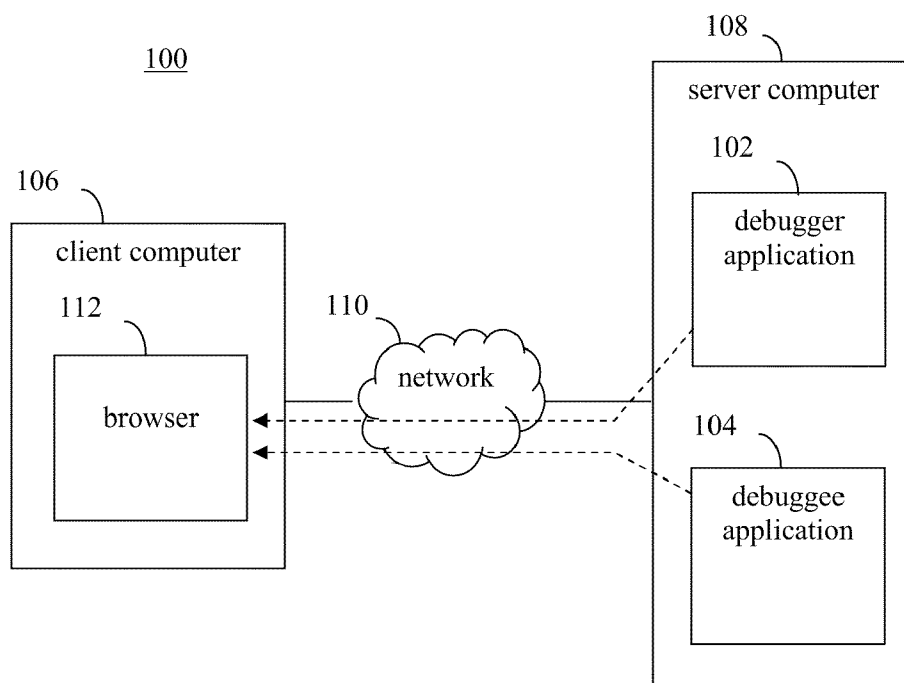 100
108
server computer
102
debugger
application
106
client computer
112
browser
110
network
104
debuggee
application